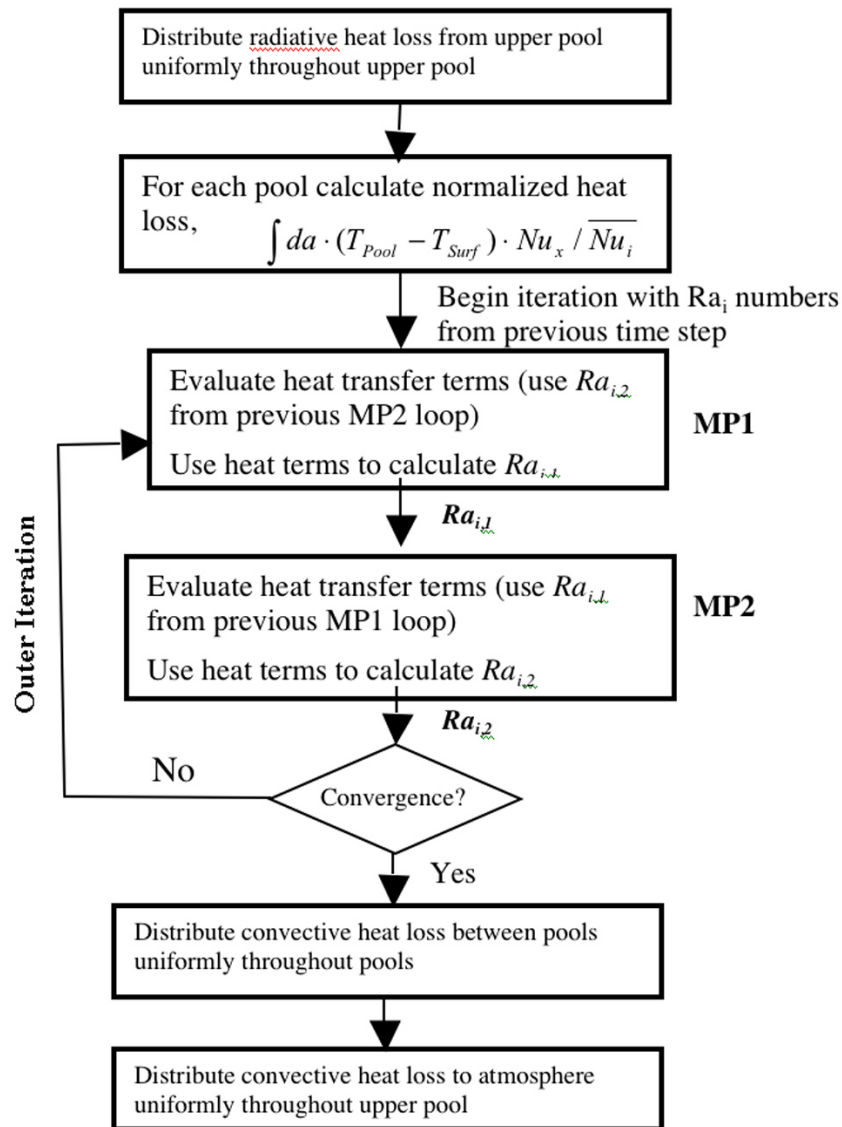 Distribute radiative heat loss from upper pool
uniformly throughout upper pool
For each pool calculate normalized heat
loss, ∫ da · (T_Pool − T_Surf) · Nu_x / \overline{Nu_i}
Begin iteration with Ra_i numbers
from previous time step
Evaluate heat transfer terms (use Ra_i,2
from previous MP2 loop)
Use heat terms to calculate Ra_i,1
MP1
Ra_i,1
Evaluate heat transfer terms (use Ra_i,1
from previous MP1 loop)
Use heat terms to calculate Ra_i,2
MP2
Ra_i,2
Outer Iteration
No
Convergence?
Yes
Distribute convective heat loss between pools
uniformly throughout pools
Distribute convective heat loss to atmosphere
uniformly throughout upper pool